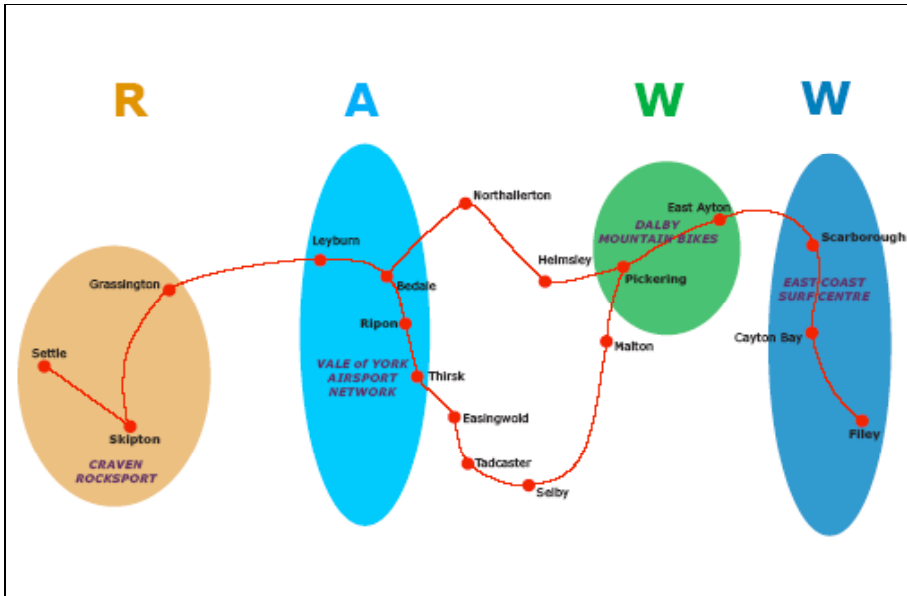 R
A
W
W
Northallerton
East Ayton
DALBY
MOUNTAIN BIKES
Leyburn
Scarborough
Helmsley
Grassington
Bedale
Pickering
EAST COAST
SURF CENTRE
Ripon
Cayton Bay
Malton
Settle
VALE of YORK
AIRSPORT
NETWORK
Thirsk
Easingwold
Skipton
Filey
CRAVEN
ROCKSPORT
Tadcaster
Selby